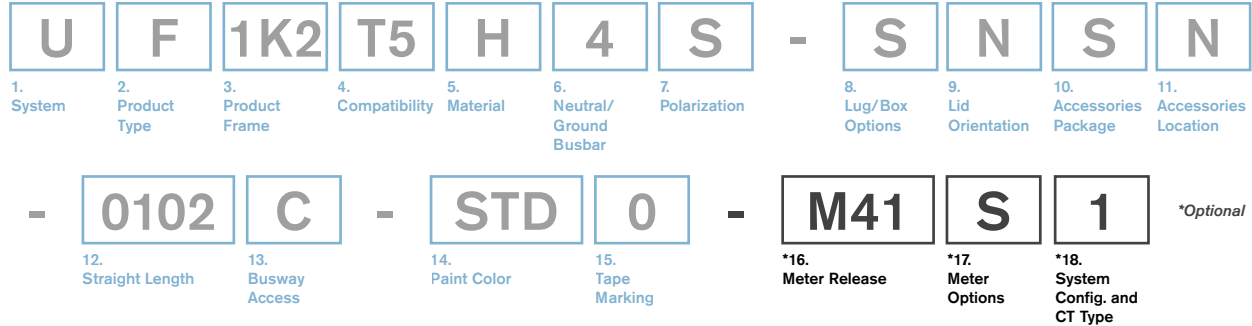 U F 1K2 T5 H 4 S - S N S N
1. 2. 3. 4. 5. 6. 7. 8. 9. 10. 11.
System Product Product Compatibility Material Neutral/ Polarization Lug/Box Lid Accessories Accessories
Type Frame Ground Options Orientation Package Location
Busbar
- 0102 C - STD 0 - M41 S 1 *Optional
12. 13. 14. 15. *16. *17. *18.
Straight Length Busway Paint Color Tape Meter Release Meter System
Access Marking Options Config. and
CT Type